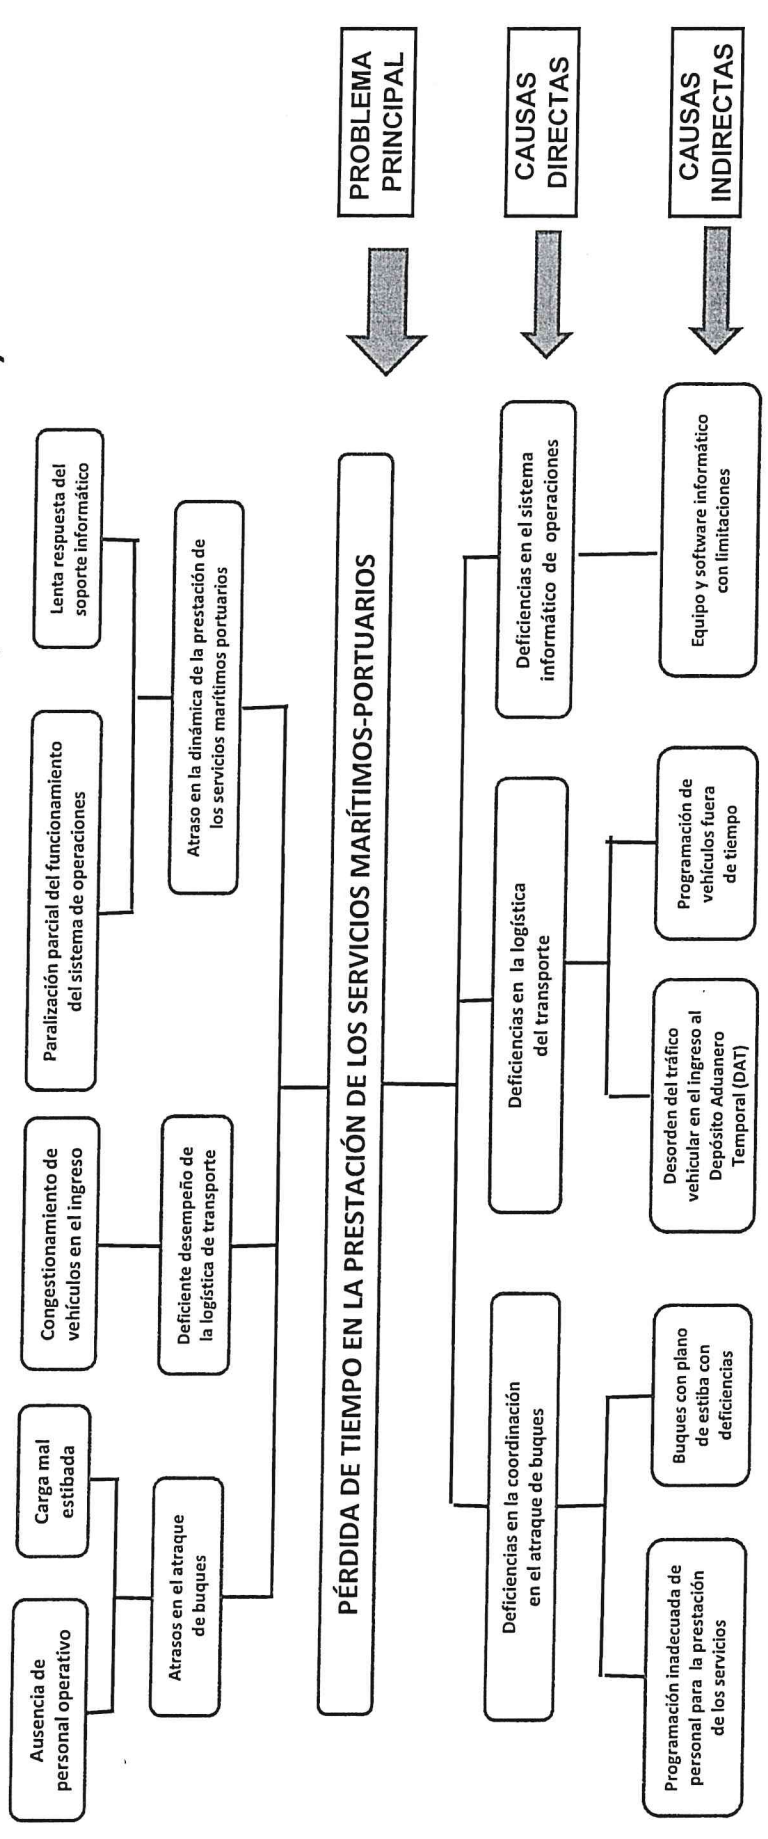 Ausencia de
personal operativo
Carga mal
estibada
Congestionamiento de
vehículos en el ingreso
Paralización parcial del funcionamiento
del sistema de operaciones
Lenta respuesta del
soporte informático
Atrasos en el atraque
de buques
Deficiente desempeño de
la logística de transporte
Atraso en la dinámica de la prestación de
los servicios marítimos portuarios
PÉRDIDA DE TIEMPO EN LA PRESTACIÓN DE LOS SERVICIOS MARÍTIMOS-PORTUARIOS
PROBLEMA
PRINCIPAL
Deficiencias en la coordinación
en el atraque de buques
Deficiencias en la logística
del transporte
Deficiencias en el sistema
informático de operaciones
CAUSAS
DIRECTAS
Programación inadecuada de
personal para la prestación
de los servicios
Buques con plano
de estiba con
deficiencias
Desorden del tráfico
vehicular en el ingreso al
Depósito Aduanero
Temporal (DAT)
Programación de
vehículos fuera
de tiempo
Equipo y software informático
con limitaciones
CAUSAS
INDIRECTAS